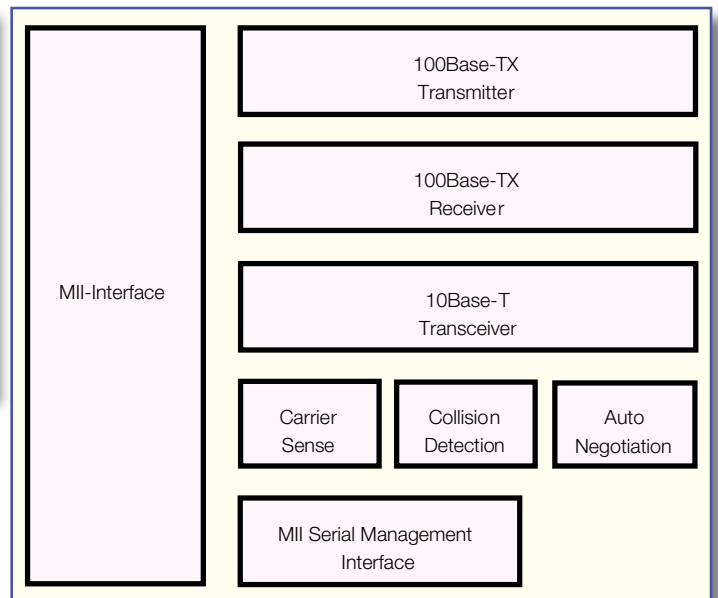 MII-Interface
100Base-TX
Transmitter
100Base-TX
Receiver
10Base-T
Transceiver
Carrier
Sense
Collision
Detection
Auto
Negotiation
MII Serial Management
Interface